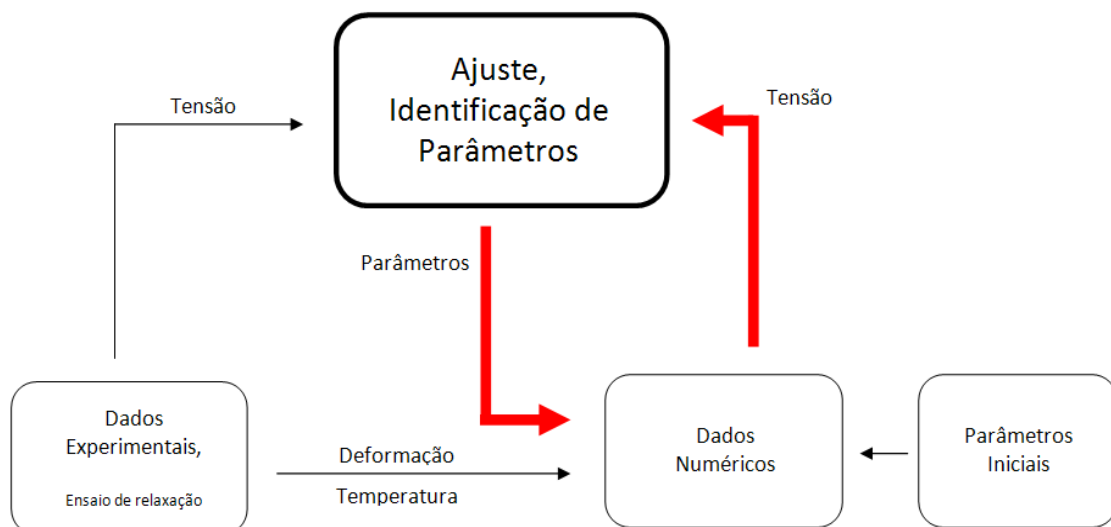 Ajuste,
Identificação de
Parâmetros
Tensão
Tensão
Parâmetros
Dados
Experimentais,
Ensaio de relaxação
Deformação
Temperatura
Dados
Numéricos
Parâmetros
Iniciais